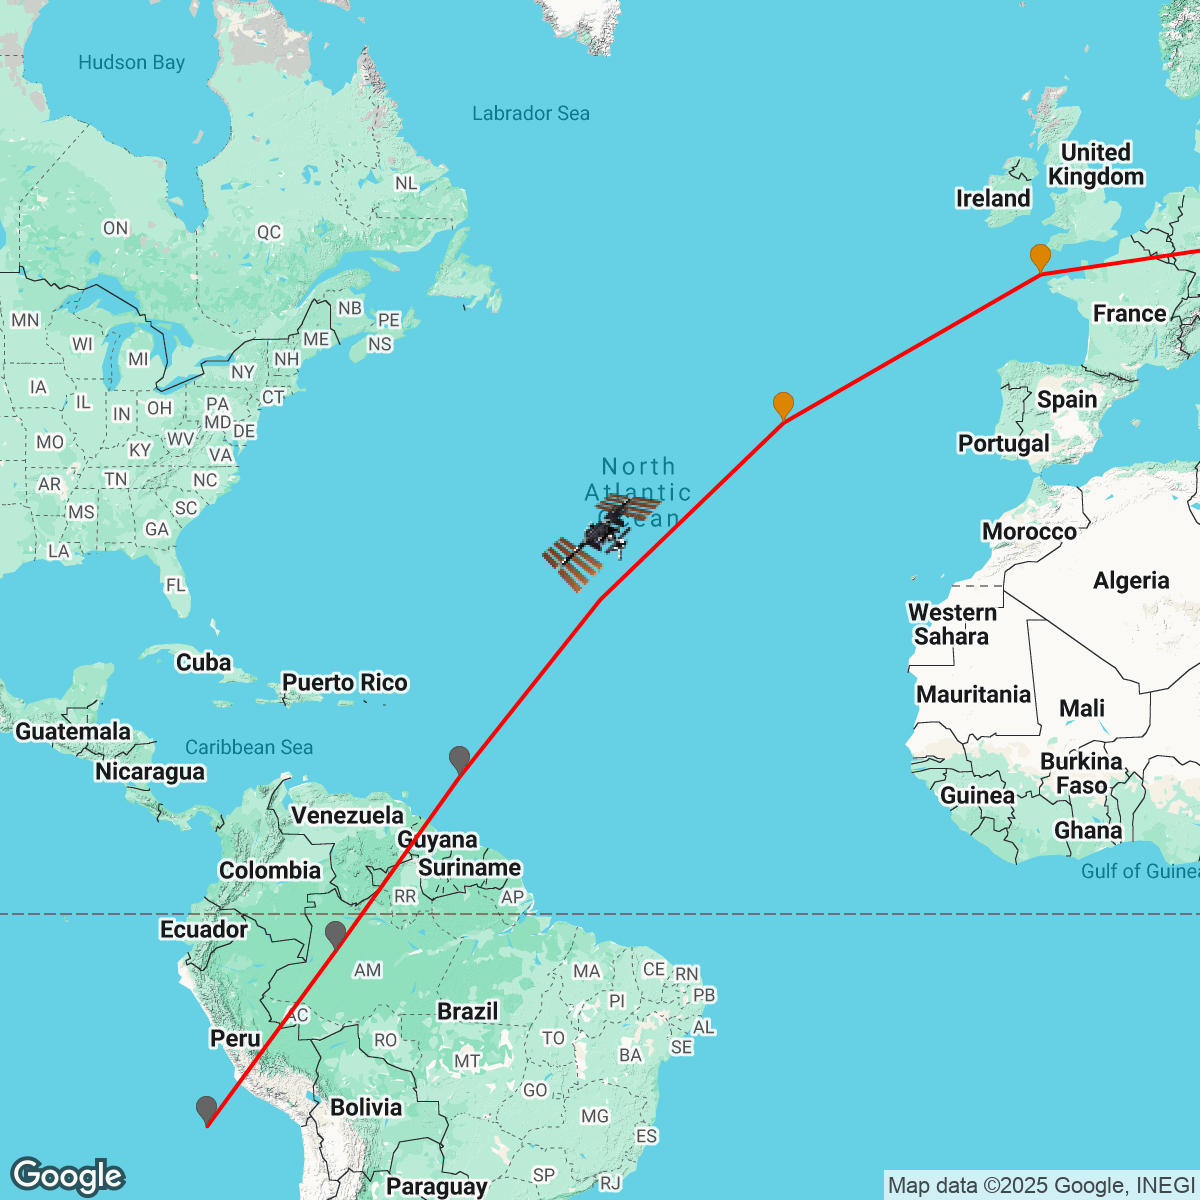 Hudson Bay
Labrador Sea
United
Kingdom
Ireland
NL
ON
QC
NB
PE
NS
ME
MN
WI
MI
NH
NY
France
IA
IL
IN
OH
PA
CT
MD
DE
Spain
MO
KY
WV
VA
Portugal
North
Atlantic
Ocean
AR
TN
NC
MS
SC
GA
LA
Morocco
FL
Algeria
Western
Sahara
Cuba
Puerto Rico
Mauritania
Mali
Guatemala
Caribbean Sea
Nicaragua
Burkina
Faso
Guinea
Venezuela
Ghana
Guyana
Colombia
Suriname
Gulf of Guinea
RR
AP
Ecuador
AM
MA
CE
RN
PI
PB
AC
Brazil
AL
Peru
RO
TO
SE
MT
BA
GO
Bolivia
MG
ES
SP
RJ
Paraguay
Google
Map data ©2025 Google, INEGI